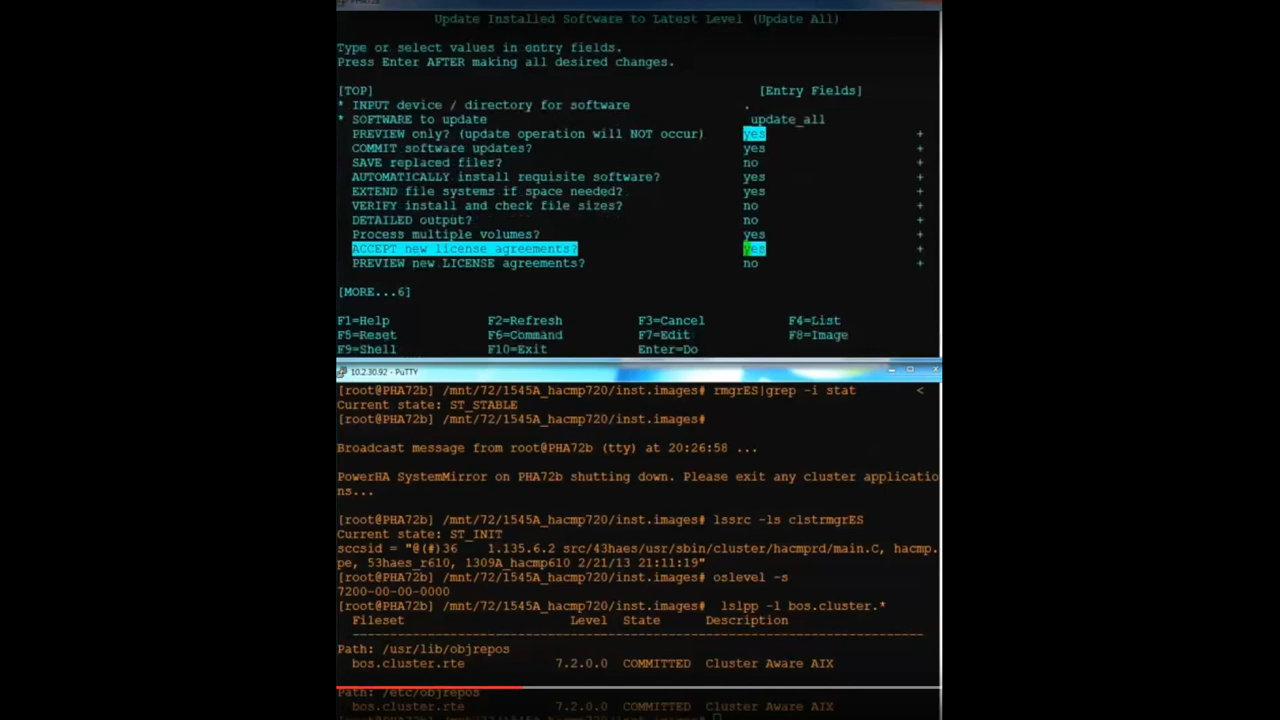 Update Installed Software to Latest Level (Update All)
Type or select values in entry fields.
Press Enter AFTER making all desired changes.
[TOP] [Entry Fields]
* INPUT device / directory for software .
* SOFTWARE to update _update_all
PREVIEW only? (update operation will NOT occur) yes +
COMMIT software updates? yes +
SAVE replaced files? no +
AUTOMATICALLY install requisite software? yes +
EXTEND file systems if space needed? yes +
VERIFY install and check file sizes? no +
DETAILED output? no +
Process multiple volumes? yes +
ACCEPT new license agreements? yes +
PREVIEW new LICENSE agreements? no +
[MORE...6]
F1=Help F2=Refresh F3=Cancel F4=List
F5=Reset F6=Command F7=Edit F8=Image
F9=Shell F10=Exit Enter=Do
10.2.30.92 - PuTTY
[root@PHA72b] /mnt/72/1545A_hacmp720/inst.images# rmgrES|grep -i stat <
Current state: ST_STABLE
[root@PHA72b] /mnt/72/1545A_hacmp720/inst.images#
Broadcast message from root@PHA72b (tty) at 20:26:58 ...
PowerHA SystemMirror on PHA72b shutting down. Please exit any cluster applicatio
ns...
[root@PHA72b] /mnt/72/1545A_hacmp720/inst.images# lssrc -ls clstrmgrES
Current state: ST_INIT
sccsid = "@(#)36 1.135.6.2 src/43haes/usr/sbin/cluster/hacmprd/main.C, hacmp.
pe, 53haes_r610, 1309A_hacmp610 2/21/13 21:11:19"
[root@PHA72b] /mnt/72/1545A_hacmp720/inst.images# oslevel -s
7200-00-00-0000
[root@PHA72b] /mnt/72/1545A_hacmp720/inst.images# lslpp -l bos.cluster.*
Fileset Level State Description
----------------------------------------------------------------------------
Path: /usr/lib/objrepos
bos.cluster.rte 7.2.0.0 COMMITTED Cluster Aware AIX
Path: /etc/objrepos
bos.cluster.rte 7.2.0.0 COMMITTED Cluster Aware AIX